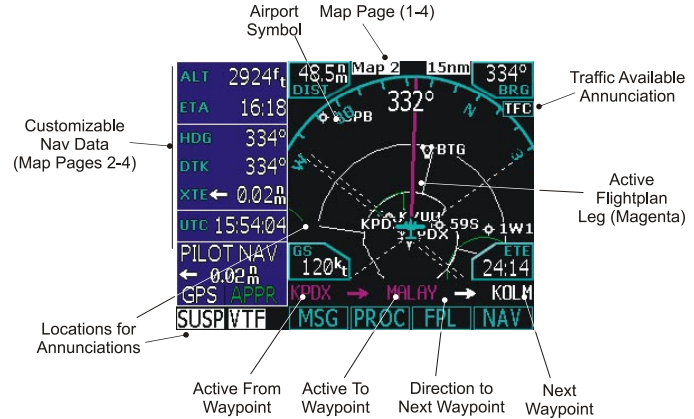 Airport
Symbol
Map Page (1-4)
Traffic Available
Annunciation
Customizable
Nav Data
(Map Pages 2-4)
Active
Flightplan
Leg (Magenta)
Locations for
Annunciations
ALT 2924ft
ETA 16:18
HDG 334°
DTK 334°
XTE← 0.02nm
UTC 15:54:04
PILOT NAV
← 0.02nm
GPS APPR
SUSP VTF
48.5nm
DIST
Map 2
15nm
334°
BRG
TFC
332°
N
3
W
BTG
KPD
PDX
59S
1W1
GS
120kt
ETE
24:14
KPDX → MALAY → KOLM
MSG PROC FPL NAV
Active From
Waypoint
Active To
Waypoint
Direction to
Next Waypoint
Next
Waypoint